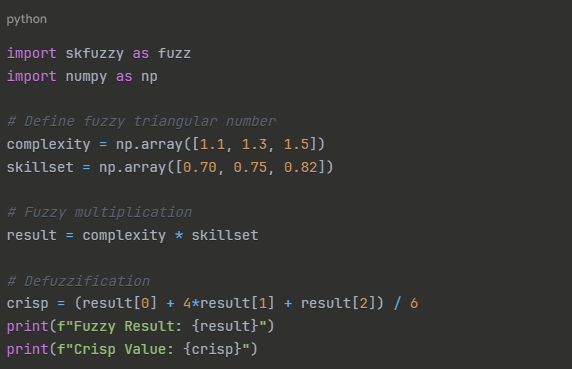 python
import skfuzzy as fuzz
import numpy as np
# Define fuzzy triangular number
complexity = np.array([1.1, 1.3, 1.5])
skillset = np.array([0.70, 0.75, 0.82])
# Fuzzy multiplication
result = complexity * skillset
# Defuzzification
crisp = (result[0] + 4*result[1] + result[2]) / 6
print(f"Fuzzy Result: {result}")
print(f"Crisp Value: {crisp}")